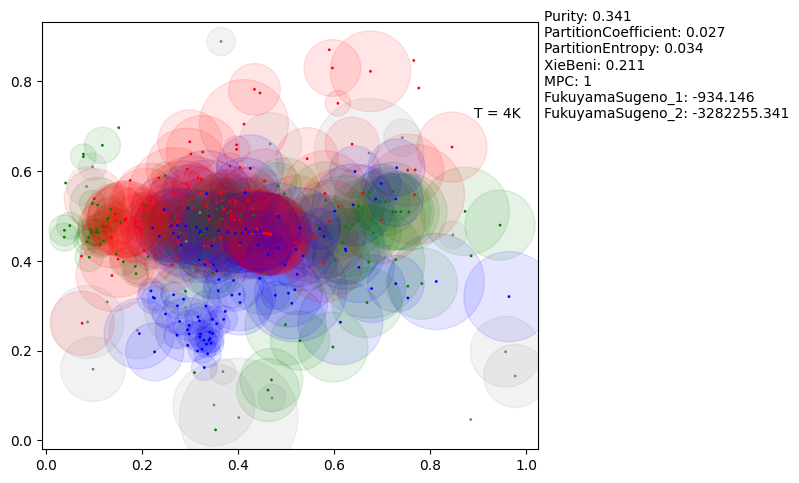 Purity: 0.341
PartitionCoefficient: 0.027
PartitionEntropy: 0.034
XieBeni: 0.211
MPC: 1
FukuyamaSugeno_1: -934.146
FukuyamaSugeno_2: -3282255.341
T = 4K
0.8
0.6
0.4
0.2
0.0
0.0 0.2 0.4 0.6 0.8 1.0